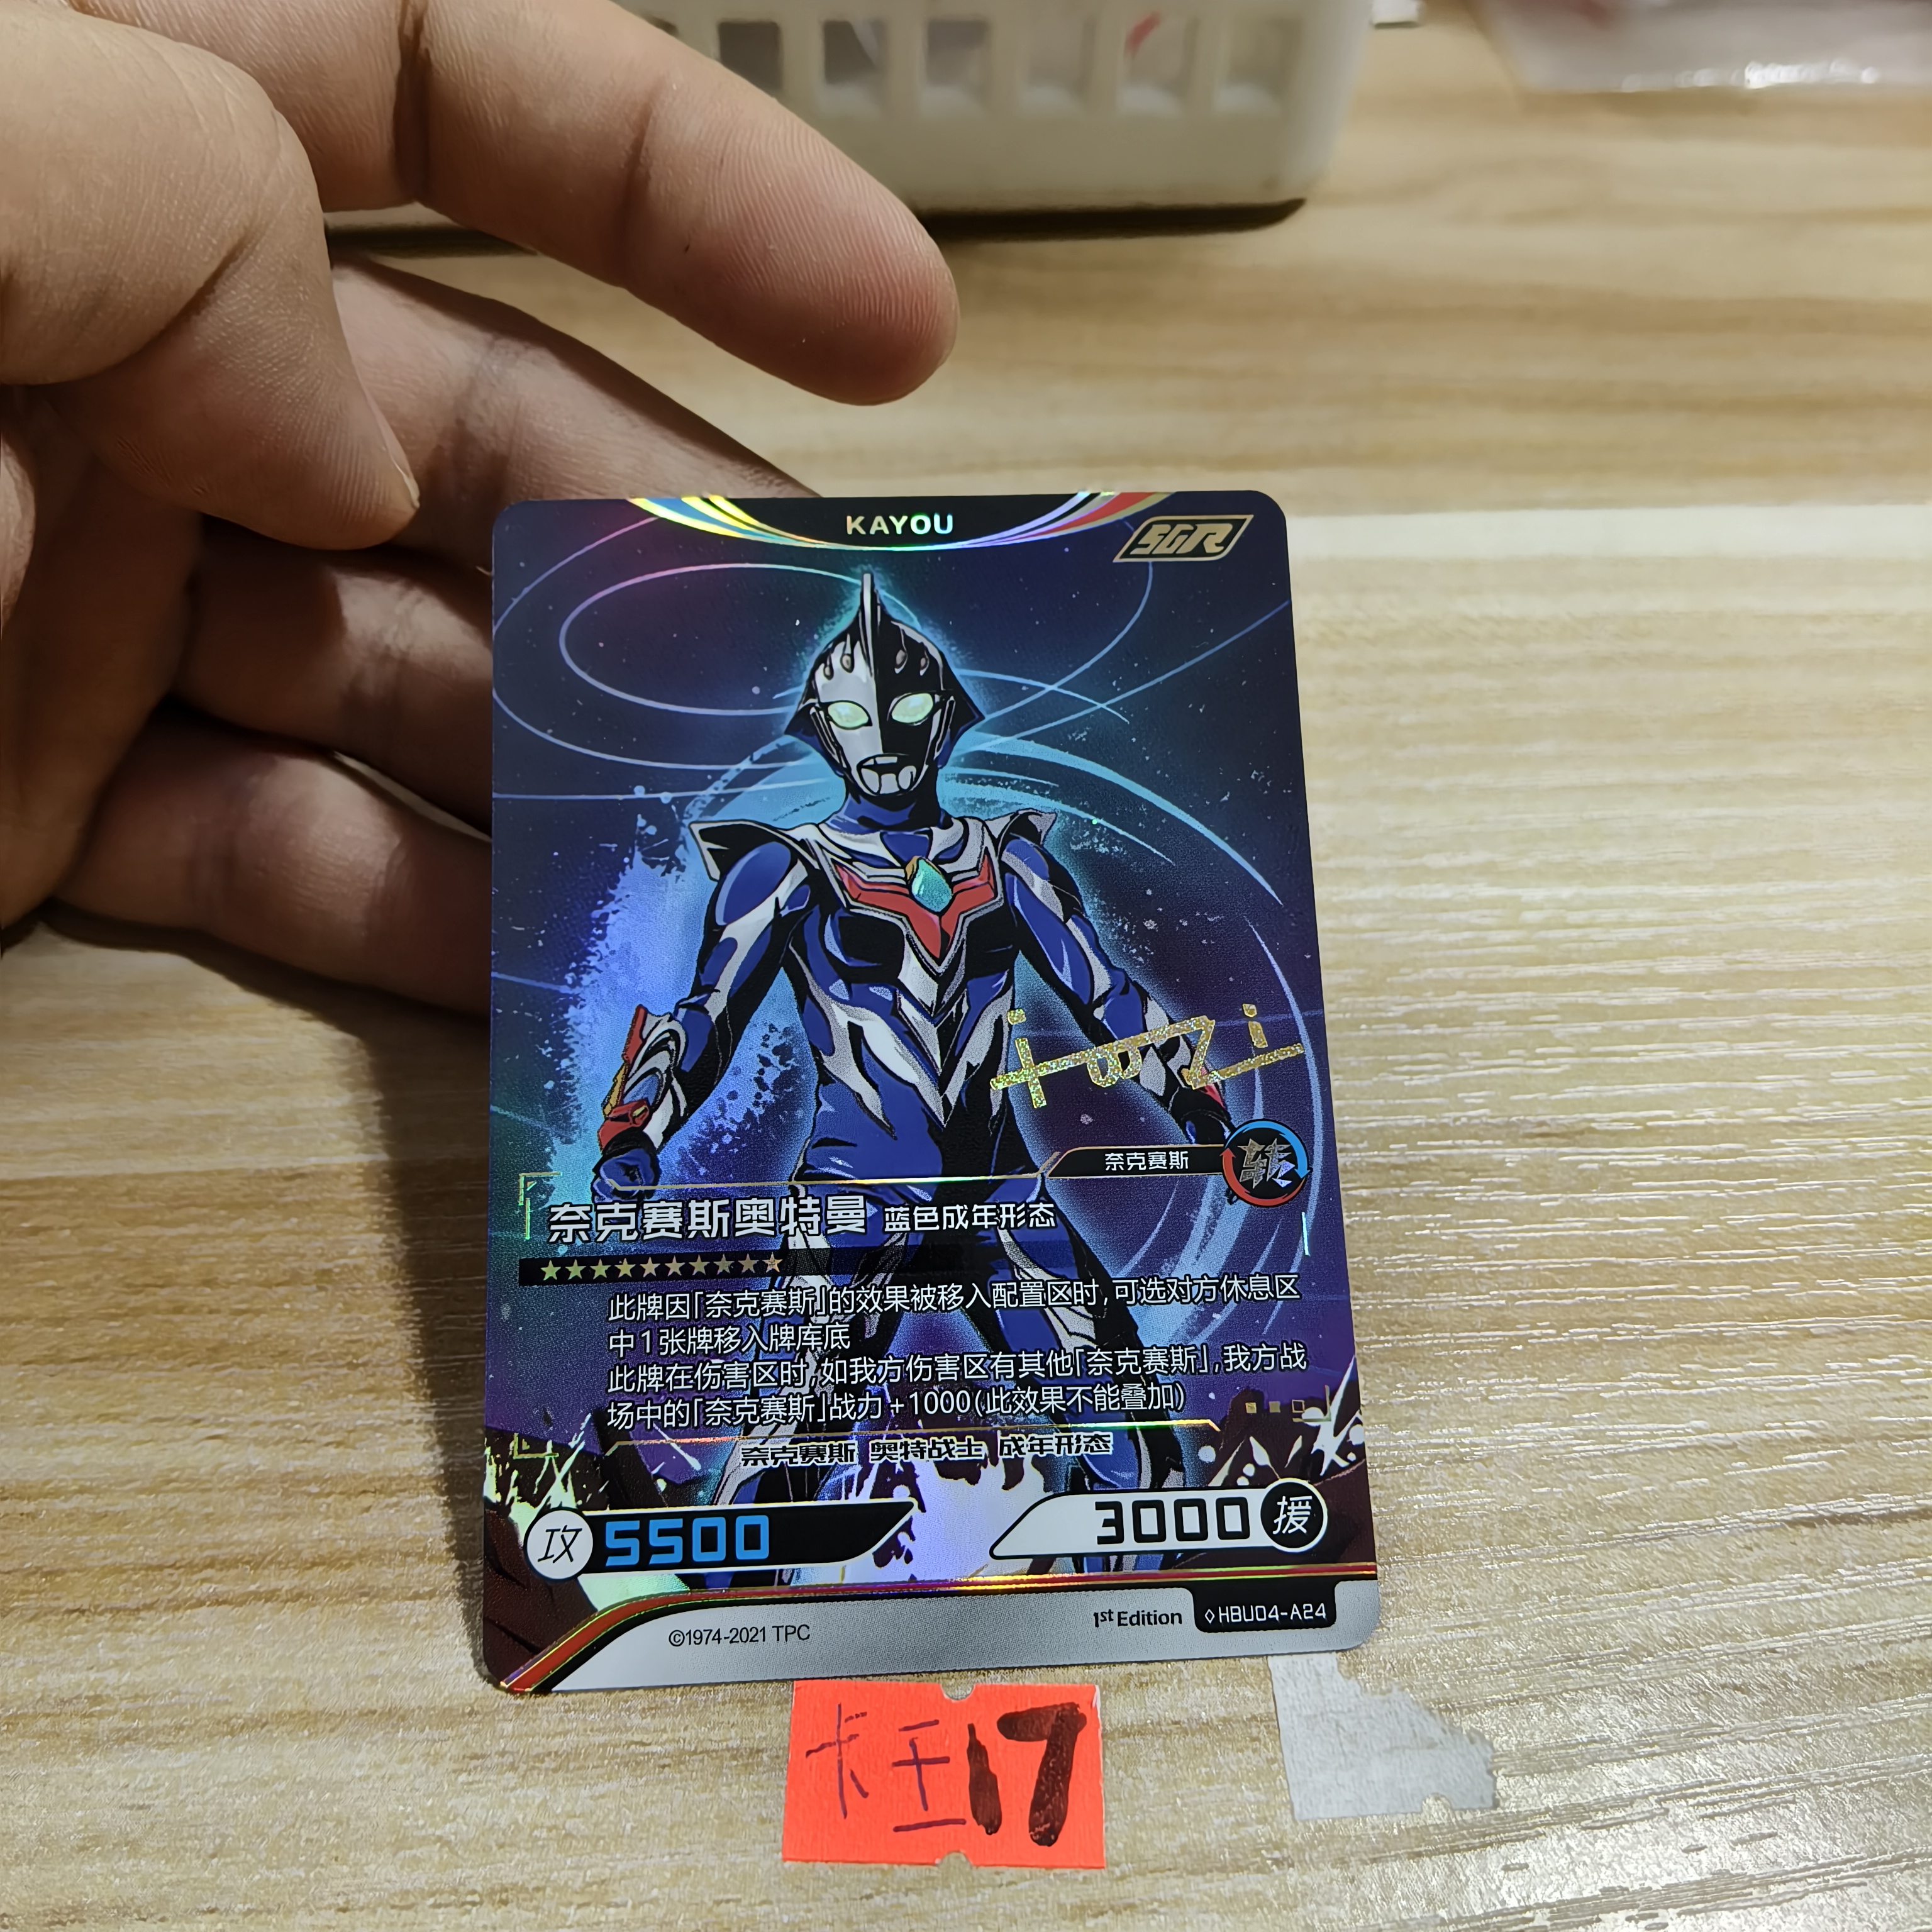 KAYOU
SGR
tozi
奈克赛斯
转
奈克赛斯奥特曼 蓝色成年形态
★★★★★★★★★★
此牌因「奈克赛斯」的效果被移入配置区时,可选对方休息区
中1张牌移入牌库底
此牌在伤害区时,如我方伤害区有其他「奈克赛斯」,我方战
场中的「奈克赛斯」战力+1000(此效果不能叠加)
奈克赛斯 奥特战士 成年形态
攻 5500
3000 援
©1974-2021 TPC
1st Edition
◇HBU04-A24
卡王17